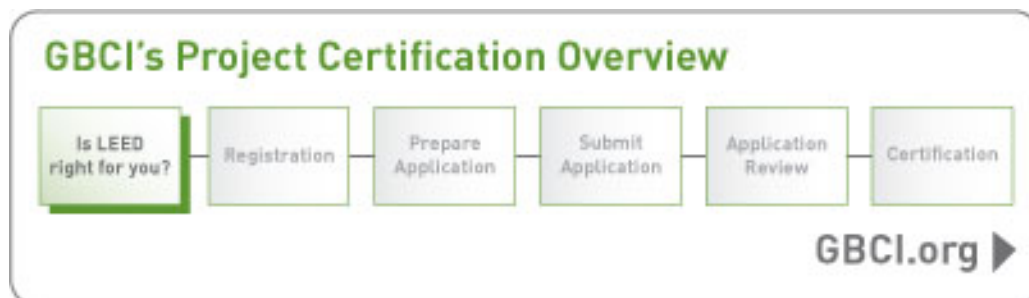 GBCI's Project Certification Overview
Is LEED
right for you?
Registration
Prepare
Application
Submit
Application
Application
Review
Certification
GBCI.org